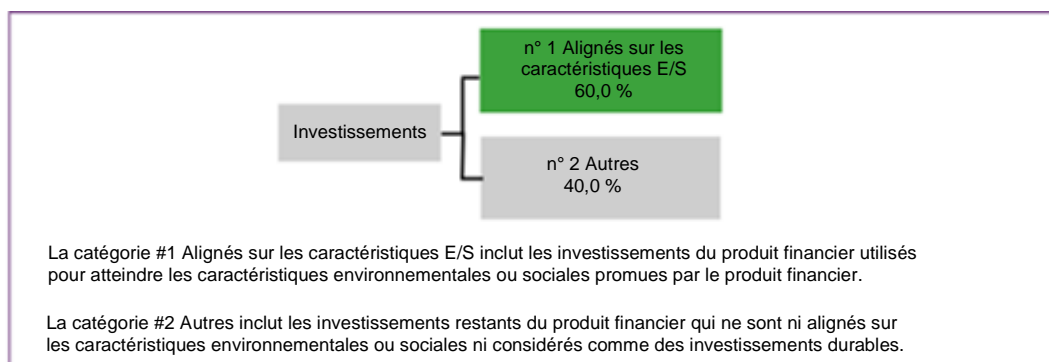 n° 1 Alignés sur les
caractéristiques E/S
60,0 %
Investissements
n° 2 Autres
40,0 %
La catégorie #1 Alignés sur les caractéristiques E/S inclut les investissements du produit financier utilisés
pour atteindre les caractéristiques environnementales ou sociales promues par le produit financier.
La catégorie #2 Autres inclut les investissements restants du produit financier qui ne sont ni alignés sur
les caractéristiques environnementales ou sociales ni considérés comme des investissements durables.